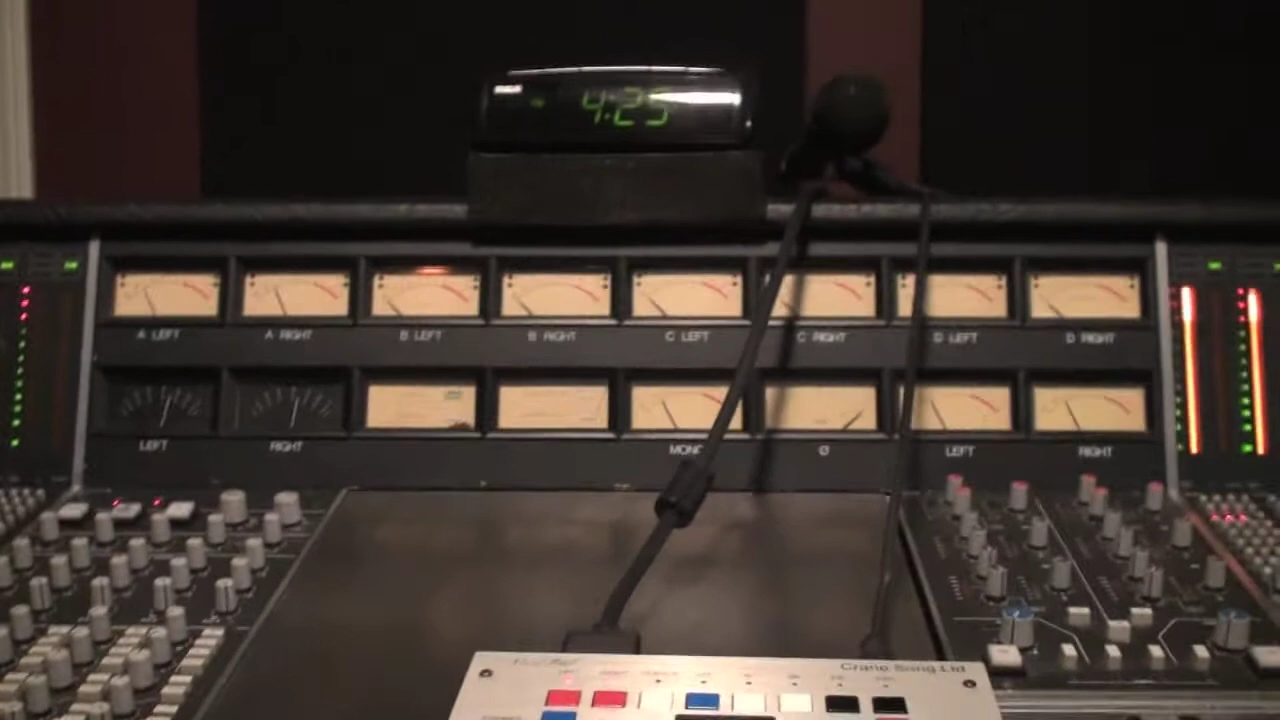 4:25
A LEFT A RIGHT B LEFT B RIGHT C LEFT C RIGHT D LEFT D RIGHT
LEFT RIGHT MONO Ø LEFT RIGHT
Crane Song Ltd